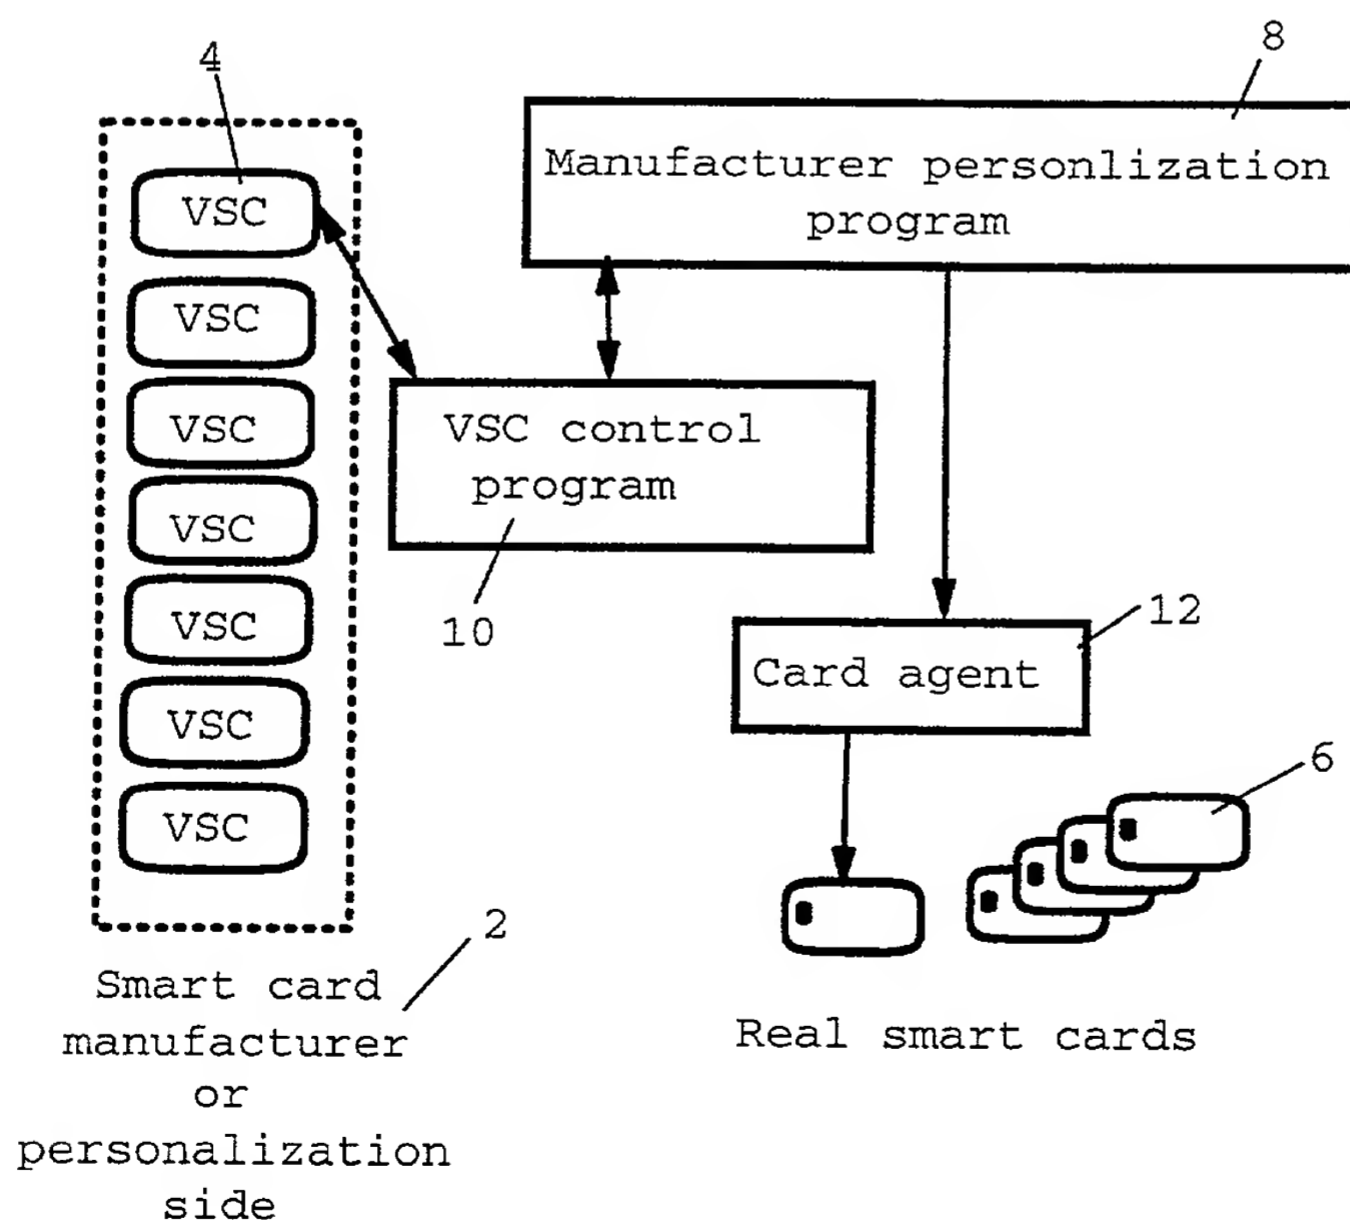 4
8
Manufacturer personlization
program
VSC
VSC
VSC
VSC
VSC
VSC
VSC
VSC control
program
10
12
Card agent
6
2
Smart card
manufacturer
or
personalization
side
Real smart cards